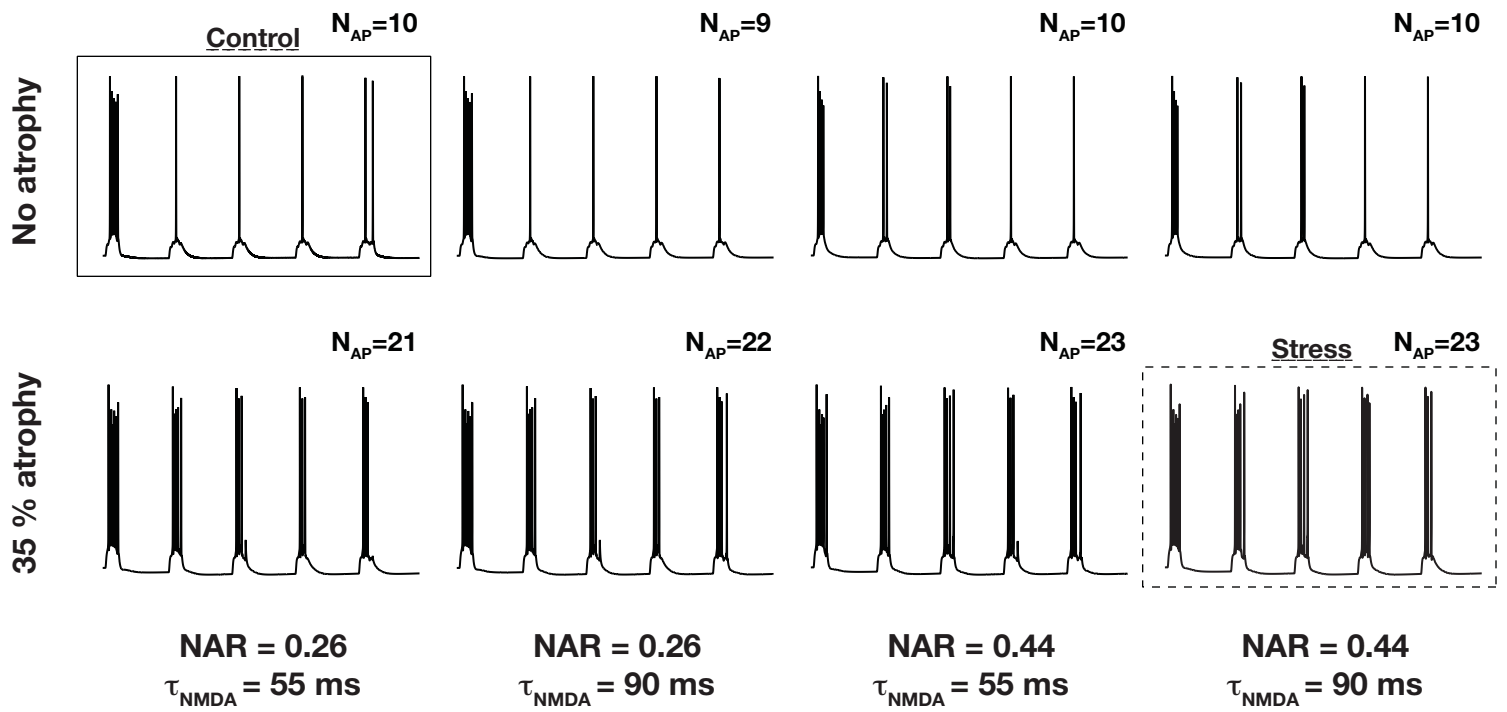 Control N_AP=10 N_AP=9 N_AP=10 N_AP=10
No atrophy
N_AP=21 N_AP=22 N_AP=23 Stress N_AP=23
35 % atrophy
NAR = 0.26 NAR = 0.26 NAR = 0.44 NAR = 0.44
τ_NMDA = 55 ms τ_NMDA = 90 ms τ_NMDA = 55 ms τ_NMDA = 90 ms